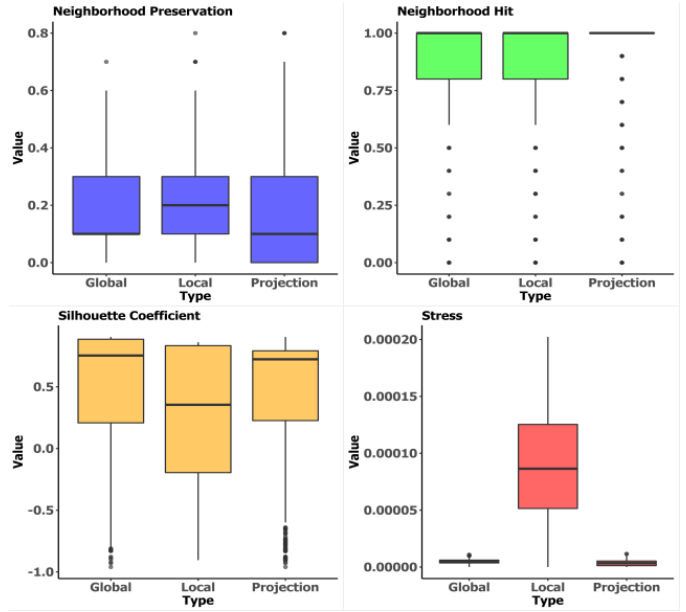 Neighborhood Preservation
0.8
0.6
0.4
0.2
0.0
Value
Global Local Projection
Type
Neighborhood Hit
1.00
0.75
0.50
0.25
0.00
Value
Global Local Projection
Type
Silhouette Coefficient
0.5
0.0
-0.5
-1.0
Value
Global Local Projection
Type
Stress
0.00020
0.00015
0.00010
0.00005
0.00000
Value
Global Local Projection
Type